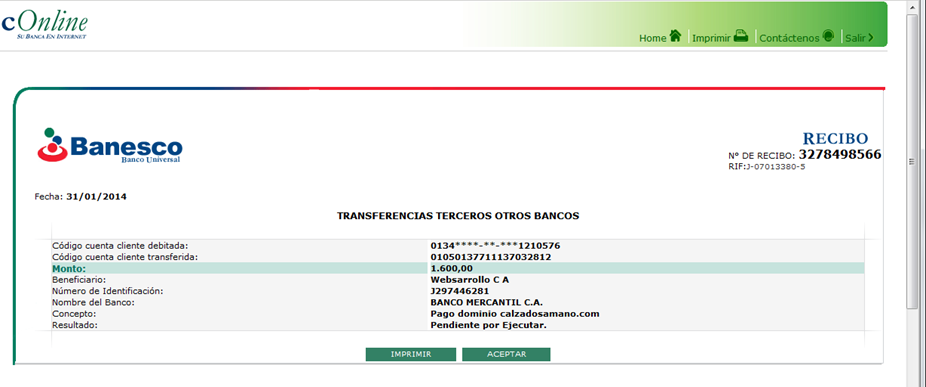 cOnline
SU BANCA EN INTERNET
Home Imprimir Contáctenos Salir
Banesco
Banco Universal
RECIBO
Nº DE RECIBO: 3278498566
RIF:J-07013380-5
Fecha: 31/01/2014
TRANSFERENCIAS TERCEROS OTROS BANCOS
Código cuenta cliente debitada: 0134****-**-***1210576
Código cuenta cliente transferida: 01050137711137032812
Monto: 1.600,00
Beneficiario: Websarrollo C A
Número de Identificación: J297446281
Nombre del Banco: BANCO MERCANTIL C.A.
Concepto: Pago dominio calzadosamano.com
Resultado: Pendiente por Ejecutar.
IMPRIMIR ACEPTAR